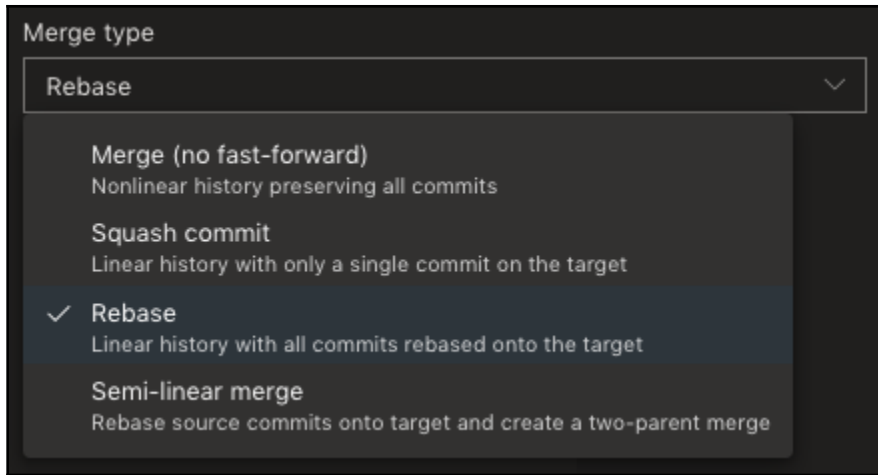 Merge type
Rebase
Merge (no fast-forward)
Nonlinear history preserving all commits
Squash commit
Linear history with only a single commit on the target
Rebase
Linear history with all commits rebased onto the target
Semi-linear merge
Rebase source commits onto target and create a two-parent merge